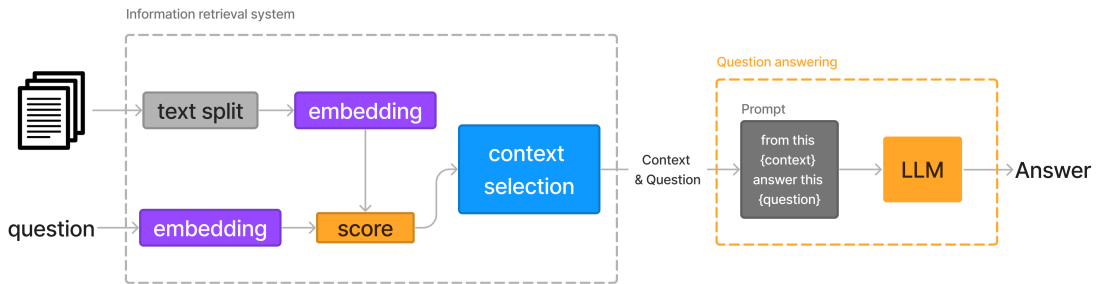 Information retrieval system
text split
embedding
question
embedding
score
context
selection
Context
& Question
Question answering
Prompt
from this
{context}
answer this
{question}
LLM
Answer